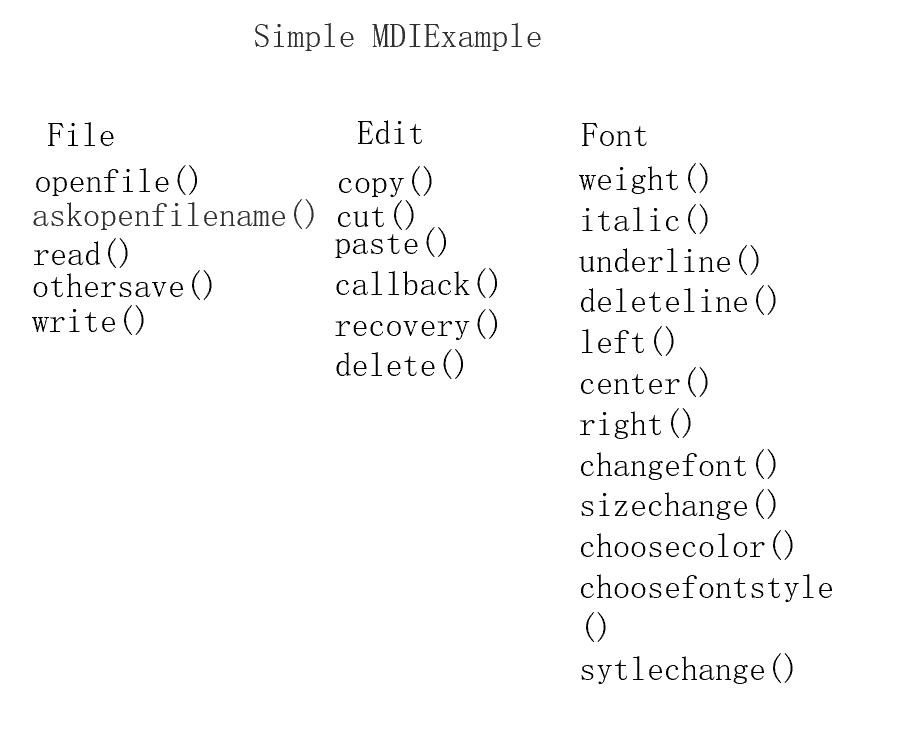 Simple MDIExample
File
openfile()
askopenfilename()
read()
othersave()
write()
Edit
copy()
cut()
paste()
callback()
recovery()
delete()
Font
weight()
italic()
underline()
deleteline()
left()
center()
right()
changefont()
sizechange()
choosecolor()
choosefontstyle
()
sytlechange()